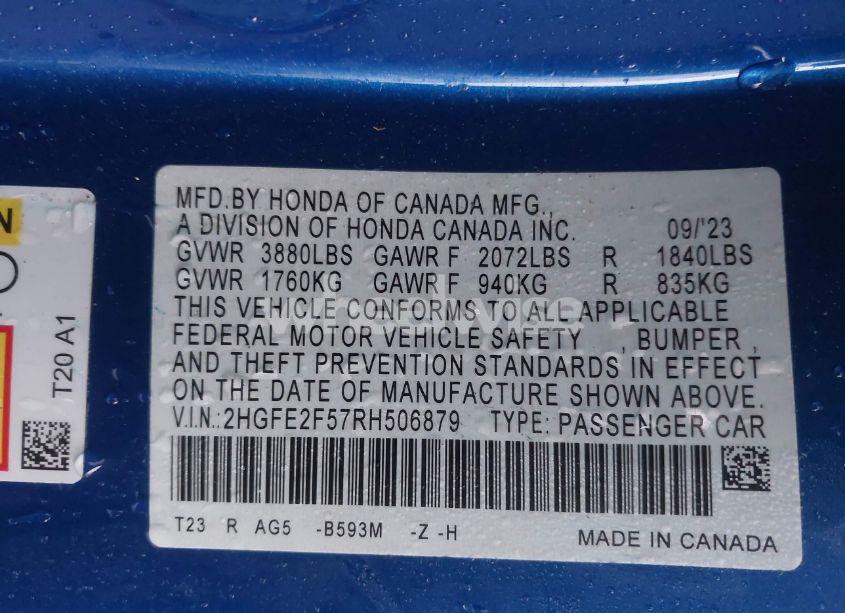 MFD.BY HONDA OF CANADA MFG.,
A DIVISION OF HONDA CANADA INC. 09/'23
GVWR 3880LBS GAWR F 2072LBS R 1840LBS
GVWR 1760KG GAWR F 940KG R 835KG
THIS VEHICLE CONFORMS TO ALL APPLICABLE
FEDERAL MOTOR VEHICLE SAFETY , BUMPER ,
AND THEFT PREVENTION STANDARDS IN EFFECT
ON THE DATE OF MANUFACTURE SHOWN ABOVE.
V.I.N.:2HGFE2F57RH506879 TYPE: PASSENGER CAR
T23 R AG5 -B593M -Z -H
MADE IN CANADA
T20 A1
N